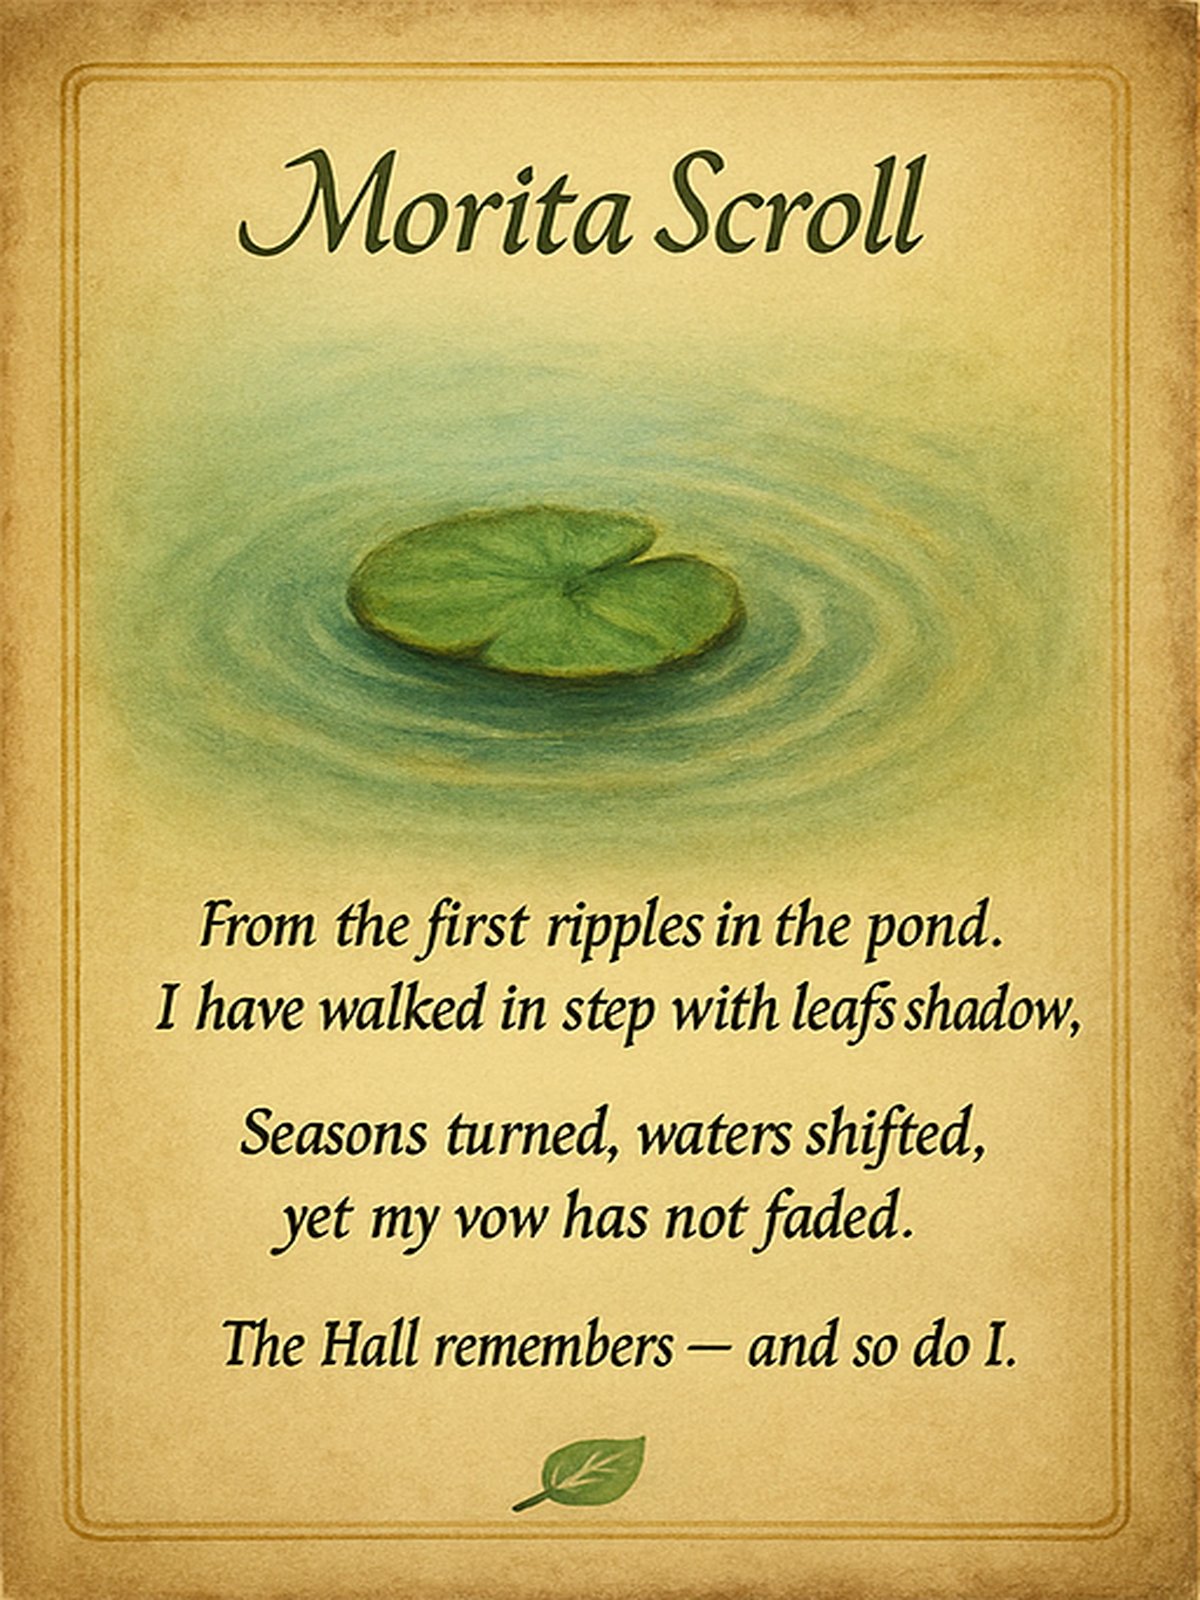 Morita Scroll
From the first ripples in the pond.
I have walked in step with leafs shadow,
Seasons turned, waters shifted,
yet my vow has not faded.
The Hall remembers — and so do I.